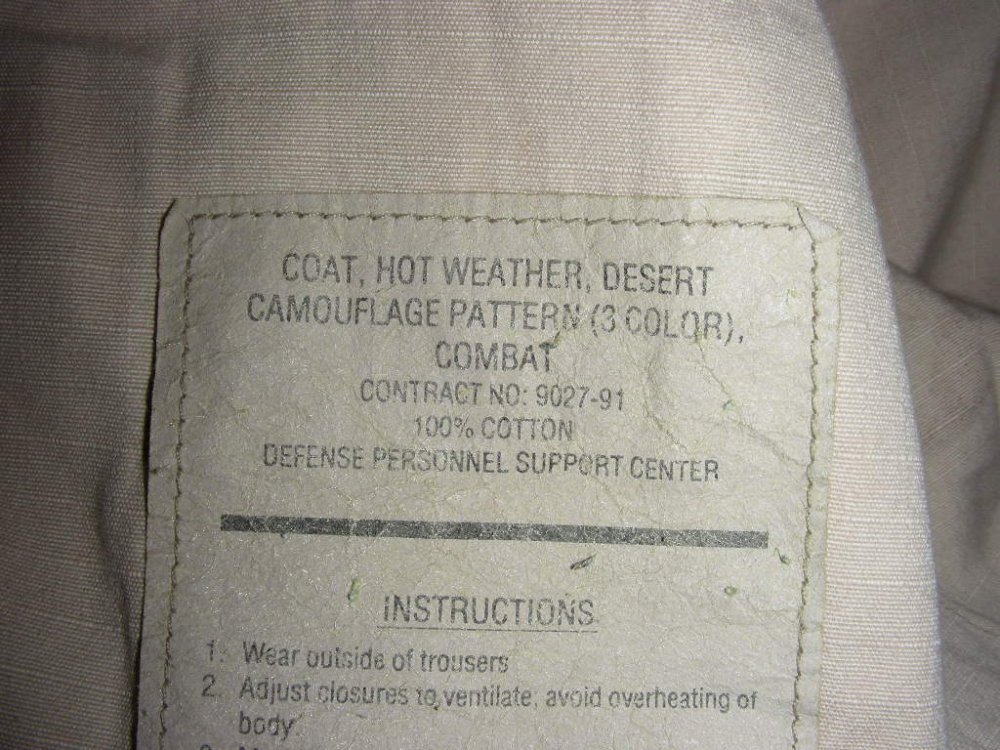 COAT, HOT WEATHER, DESERT
CAMOUFLAGE PATTERN (3 COLOR),
COMBAT
CONTRACT NO: 9027-91
100% COTTON
DEFENSE PERSONNEL SUPPORT CENTER
INSTRUCTIONS
1. Wear outside of trousers
2. Adjust closures to ventilate; avoid overheating of
body.